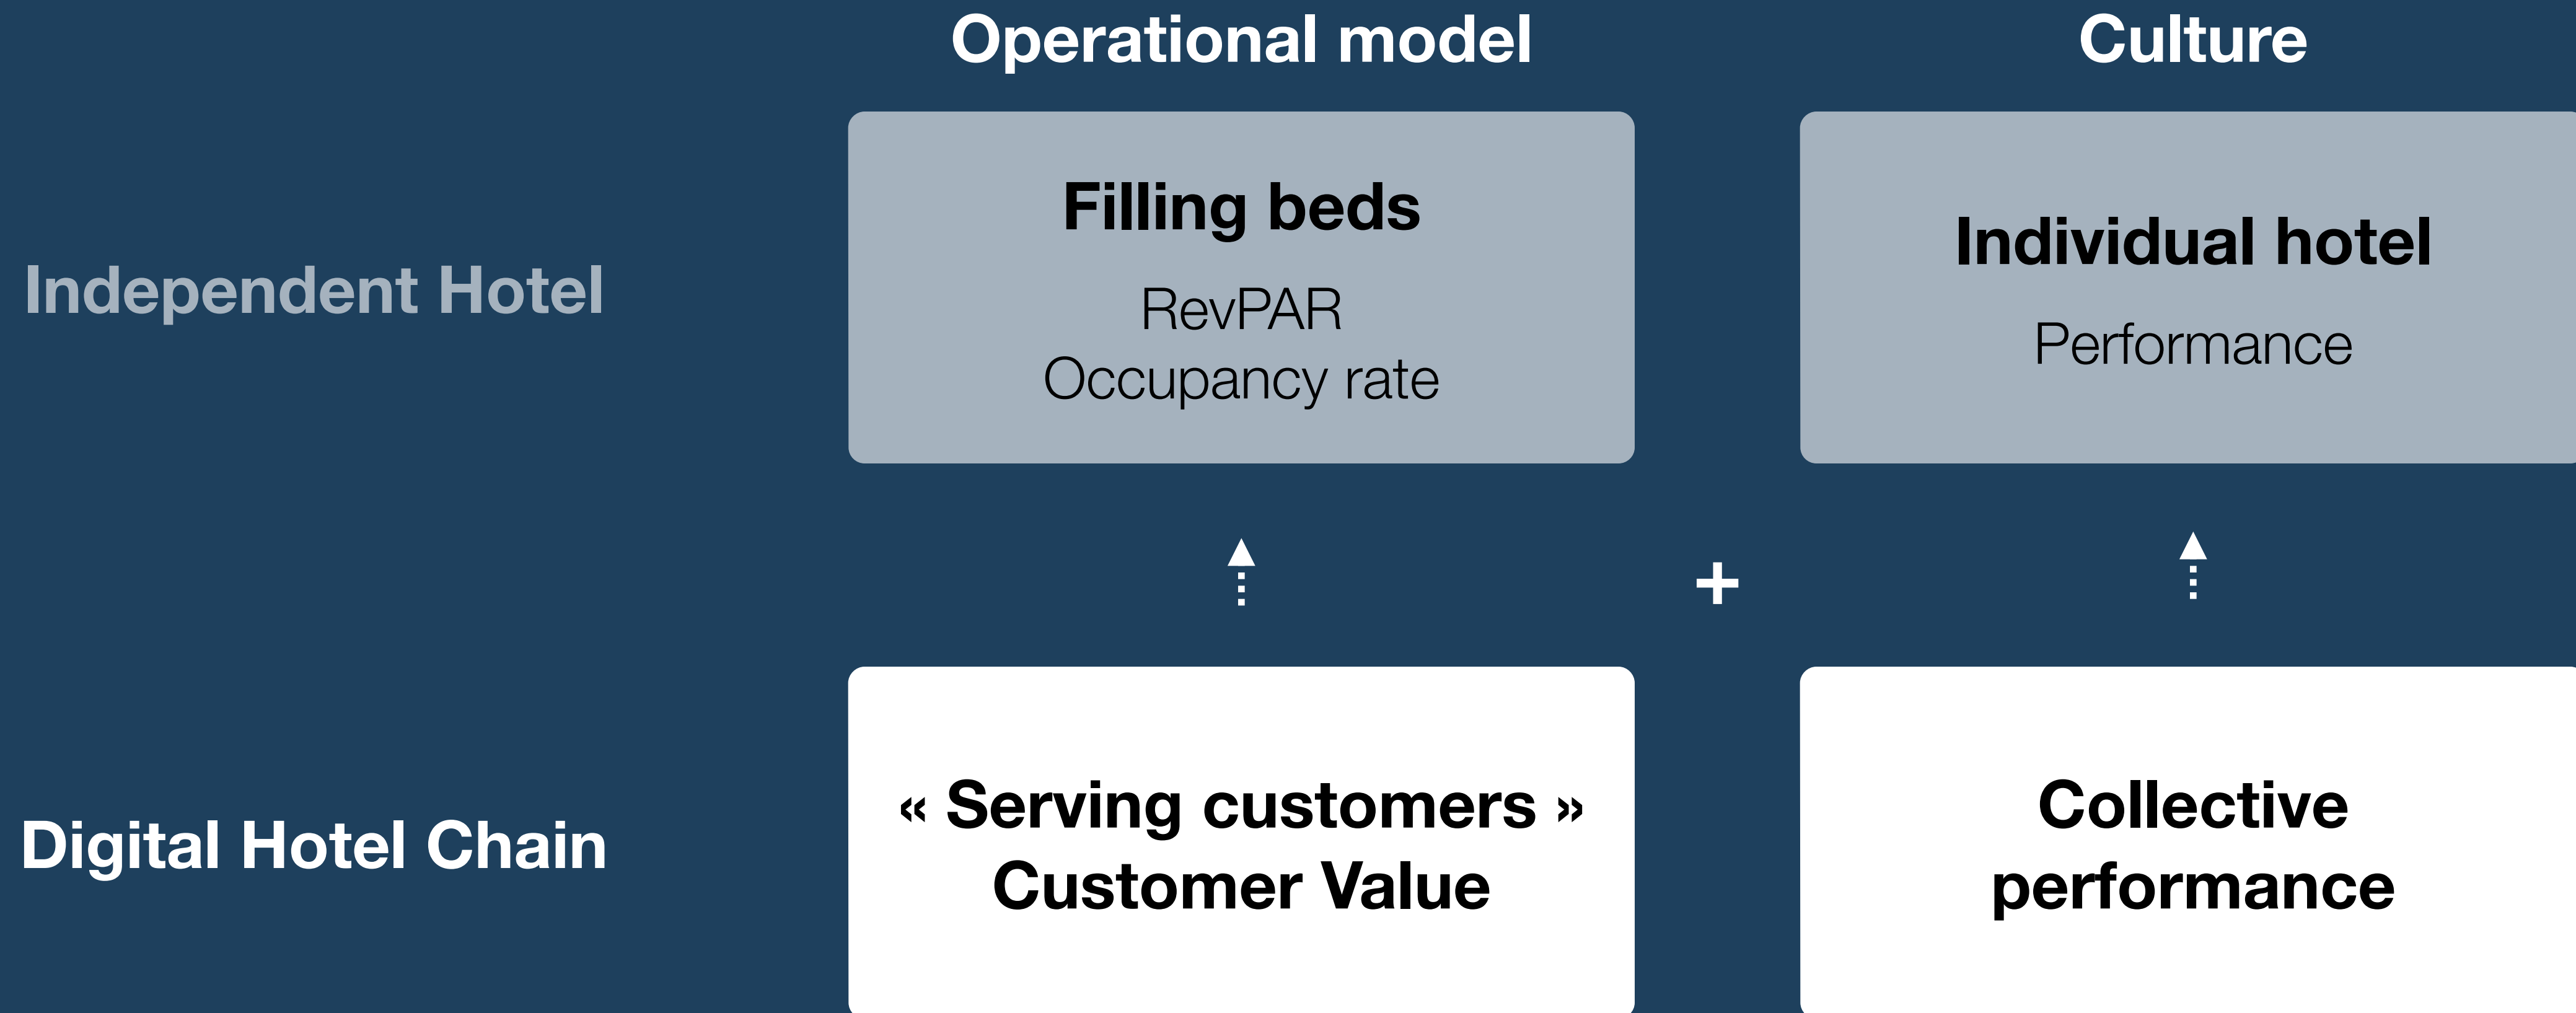 Operational model
Culture
Independent Hotel
Filling beds
RevPAR
Occupancy rate
Individual hotel
Performance
+
Digital Hotel Chain
« Serving customers »
Customer Value
Collective
performance